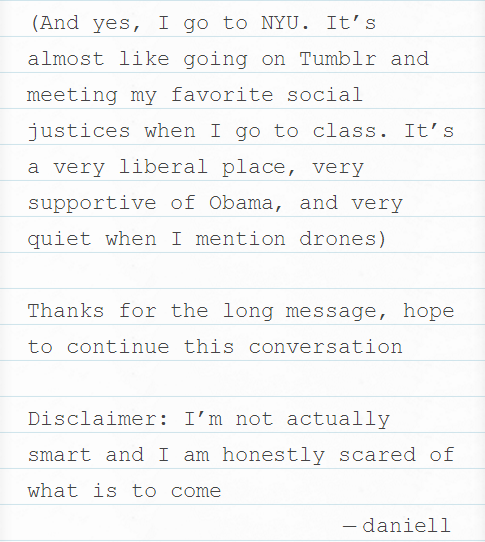 (And yes, I go to NYU. It’s
almost like going on Tumblr and
meeting my favorite social
justices when I go to class. It’s
a very liberal place, very
supportive of Obama, and very
quiet when I mention drones)
Thanks for the long message, hope
to continue this conversation
Disclaimer: I’m not actually
smart and I am honestly scared of
what is to come
— daniell